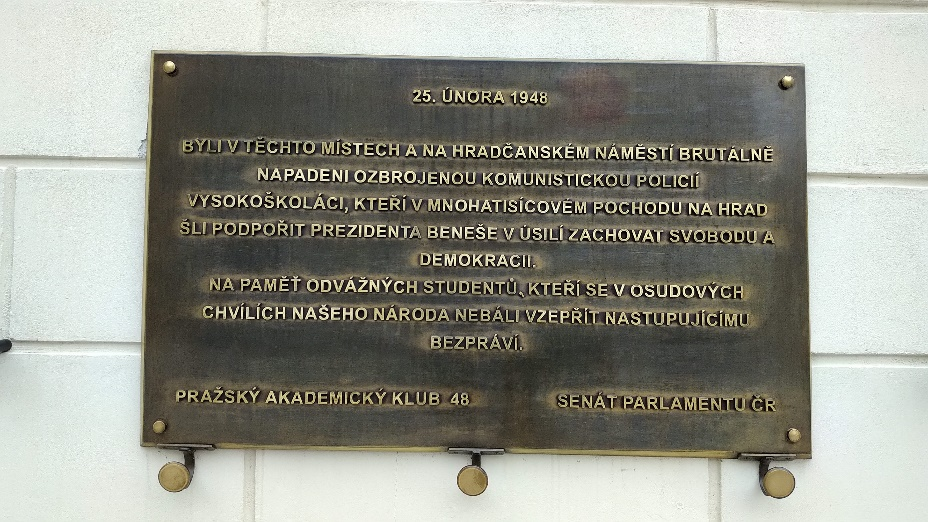 25. ÚNORA 1948
BYLI V TĚCHTO MÍSTECH A NA HRADČANSKÉM NÁMĚSTÍ BRUTÁLNĚ
NAPADENI OZBROJENOU KOMUNISTICKOU POLICIÍ
VYSOKOŠKOLÁCI, KTEŘÍ V MNOHATISÍCOVÉM POCHODU NA HRAD
ŠLI PODPOŘIT PREZIDENTA BENEŠE V ÚSILÍ ZACHOVAT SVOBODU A
DEMOKRACII.
NA PAMĚŤ ODVÁŽNÝCH STUDENTŮ, KTEŘÍ SE V OSUDOVÝCH
CHVÍLÍCH NAŠEHO NÁRODA NEBÁLI VZEPŘÍT NASTUPUJÍCÍMU
BEZPRÁVÍ.
PRAŽSKÝ AKADEMICKÝ KLUB 48 SENÁT PARLAMENTU ČR